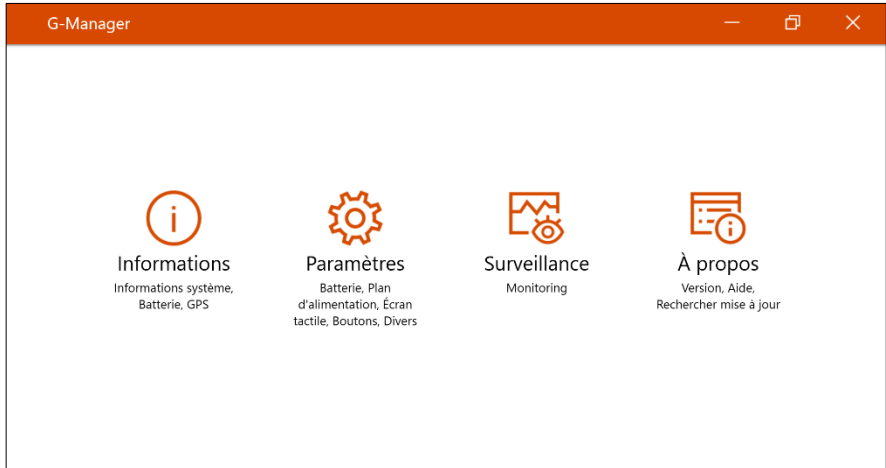 G-Manager
Informations
Informations système,
Batterie, GPS
Paramètres
Batterie, Plan
d'alimentation, Écran
tactile, Boutons, Divers
Surveillance
Monitoring
À propos
Version, Aide,
Rechercher mise à jour